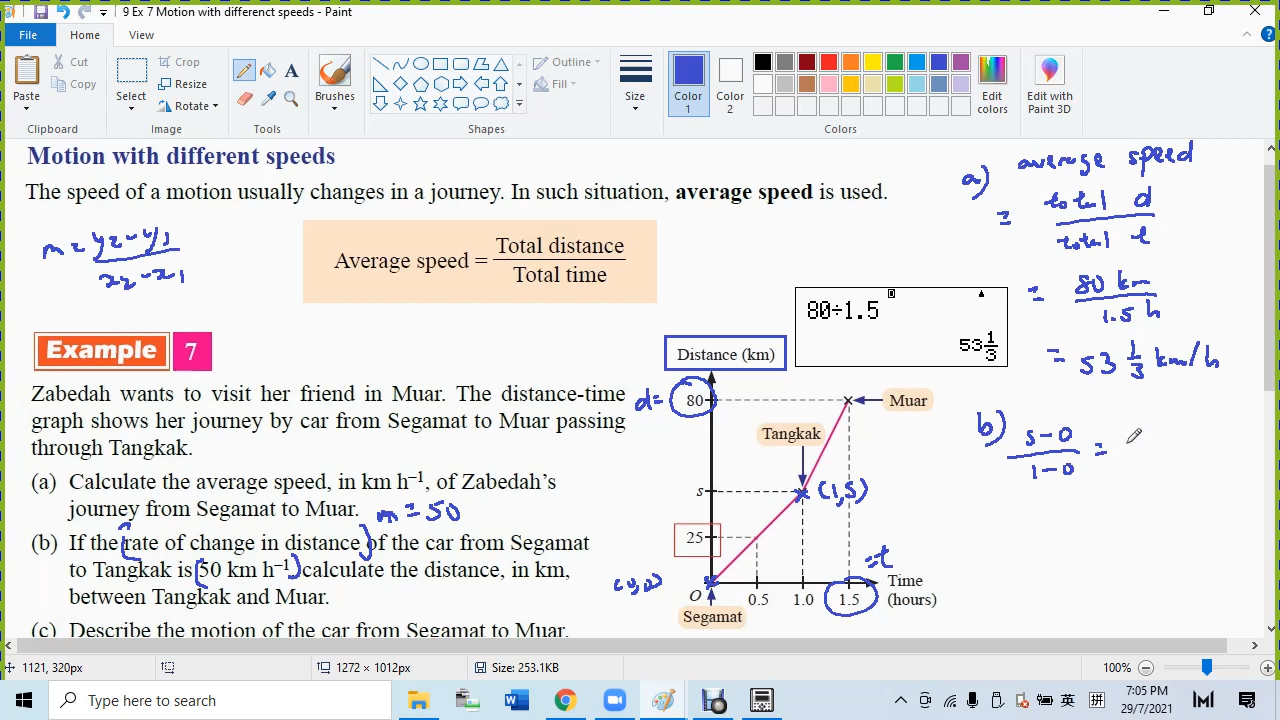 9 Ex 7 Motion with differenct speeds - Paint
File Home View
Paste
Cut
Copy
Clipboard
Select
Crop
Resize
Rotate
Image
A
Tools
Brushes
Outline
Fill
Shapes
Size
Color 1
Color 2
Edit colors
Edit with Paint 3D
Colors
Motion with different speeds
The speed of a motion usually changes in a journey. In such situation, average speed is used.
m = y2 - y1
x2 - x1
Average speed = Total distance
Total time
a) average speed
= total d
total t
= 80 km
1.5 h
= 53 1/3 km/h
80÷1.5
53 1/3
Example 7
Zabedah wants to visit her friend in Muar. The distance-time
graph shows her journey by car from Segamat to Muar passing
through Tangkak.
(a) Calculate the average speed, in km h⁻¹, of Zabedah's
journey from Segamat to Muar. m = 50
(b) If the (rate of change in distance) of the car from Segamat
to Tangkak is (50 km h⁻¹) calculate the distance, in km,
between Tangkak and Muar.
(c) Describe the motion of the car from Segamat to Muar.
Distance (km)
d= 80
Muar
Tangkak
s
(1,s)
25
=t
O
0.5 1.0 1.5
Time
(hours)
Segamat
b) s-0 =
1-0
1121, 320px
1272 × 1012px
Size: 253.1KB
100%
Type here to search
英
拼
7:05 PM
29/7/2021